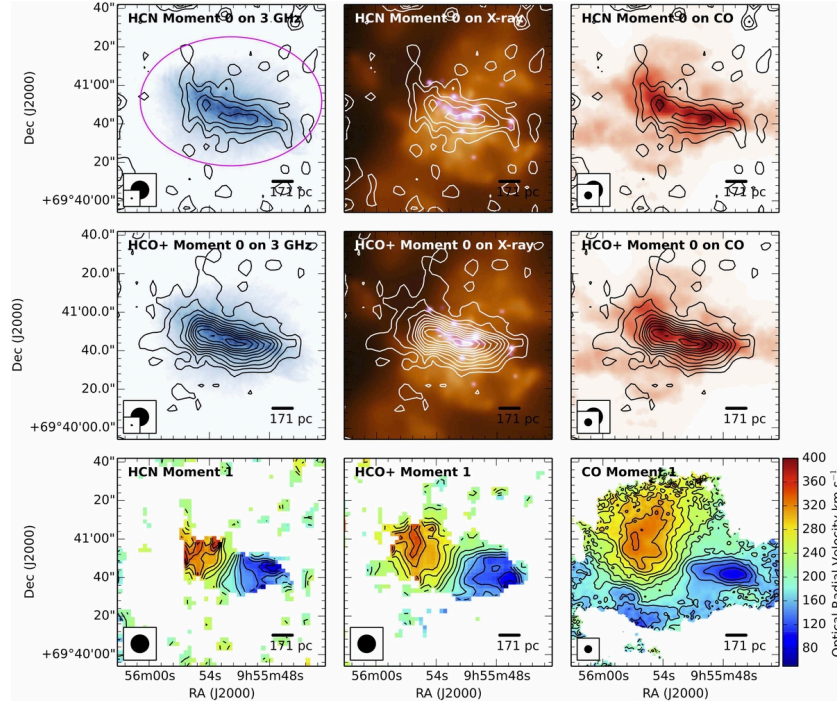 HCN Moment 0 on 3 GHz
HCN Moment 0 on X-ray
HCN Moment 0 on CO
40"
20"
41'00"
40"
20"
+69°40'00"
Dec (J2000)
171 pc
171 pc
171 pc
HCO+ Moment 0 on 3 GHz
HCO+ Moment 0 on X-ray
HCO+ Moment 0 on CO
40.0"
20.0"
41'00.0"
40.0"
20.0"
+69°40'00.0"
Dec (J2000)
171 pc
171 pc
171 pc
HCN Moment 1
HCO+ Moment 1
CO Moment 1
40"
20"
41'00"
40"
20"
+69°40'00"
Dec (J2000)
171 pc
171 pc
171 pc
56m00s 54s 9h55m48s
56m00s 54s 9h55m48s
56m00s 54s 9h55m48s
RA (J2000)
RA (J2000)
RA (J2000)
400
360
320
280
240
200
160
120
80
Optical Radial Velocity km s⁻¹